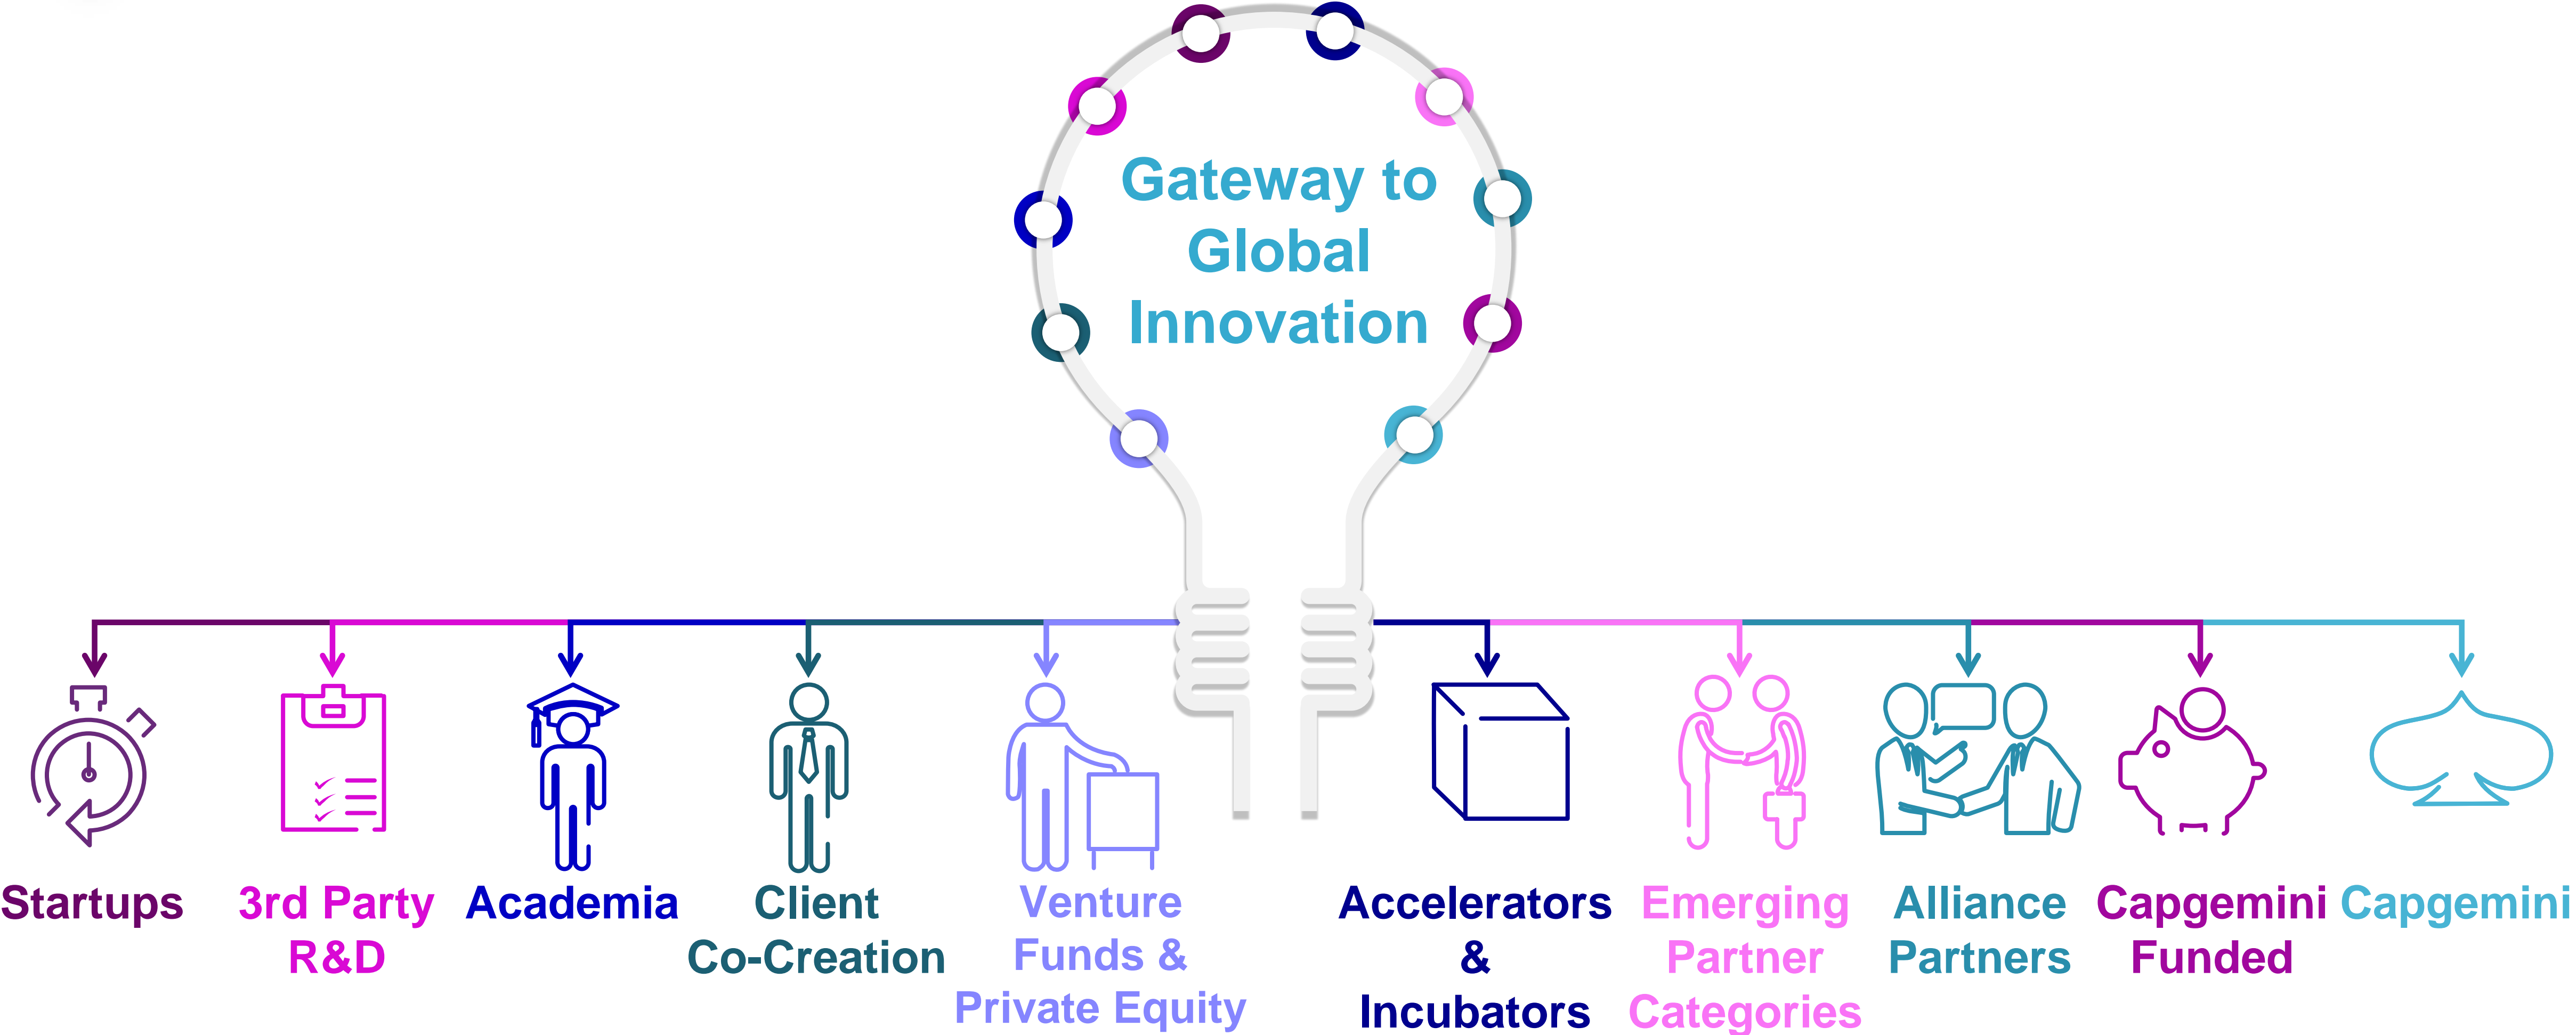 Gateway to
Global
Innovation
Startups
3rd Party
R&D
Academia
Client
Co-Creation
Venture
Funds &
Private Equity
Accelerators
&
Incubators
Emerging
Partner
Categories
Alliance
Partners
Capgemini
Funded
Capgemini